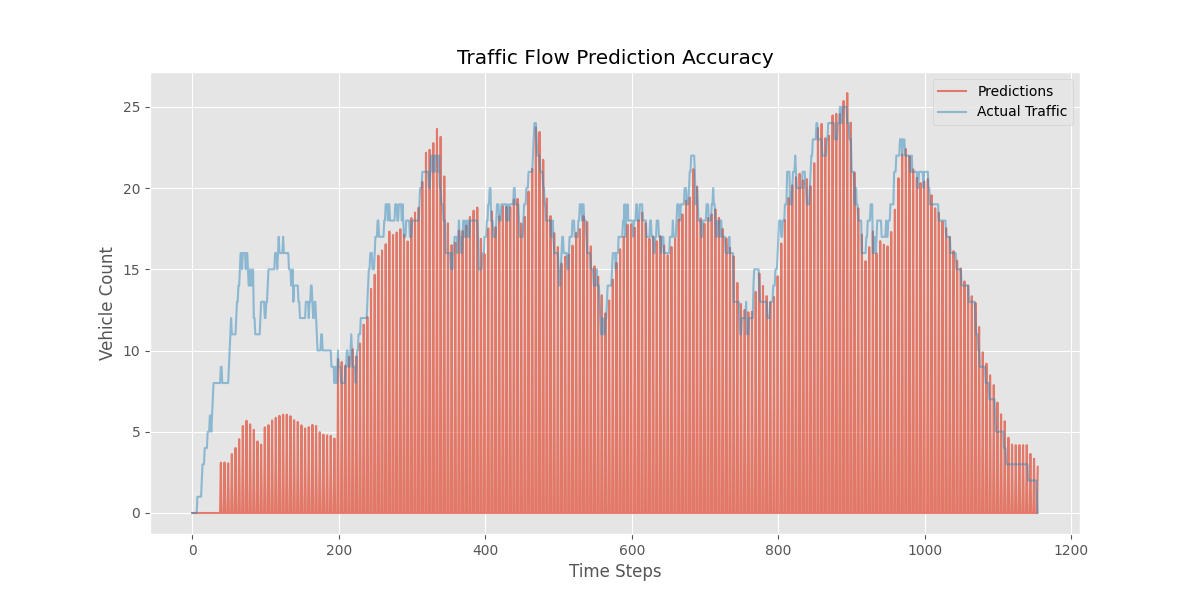 Traffic Flow Prediction Accuracy
Predictions
Actual Traffic
Vehicle Count
25
20
15
10
5
0
0 200 400 600 800 1000 1200
Time Steps